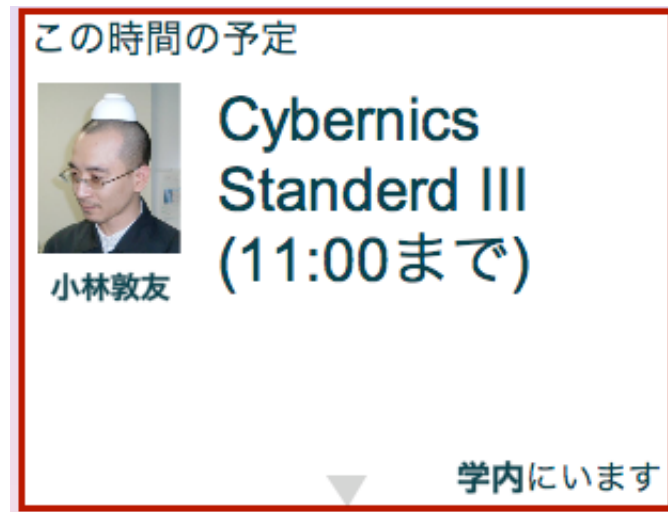 この時間の予定
Cybernics
Standerd III
(11:00まで)
小林敦友
学内にいます